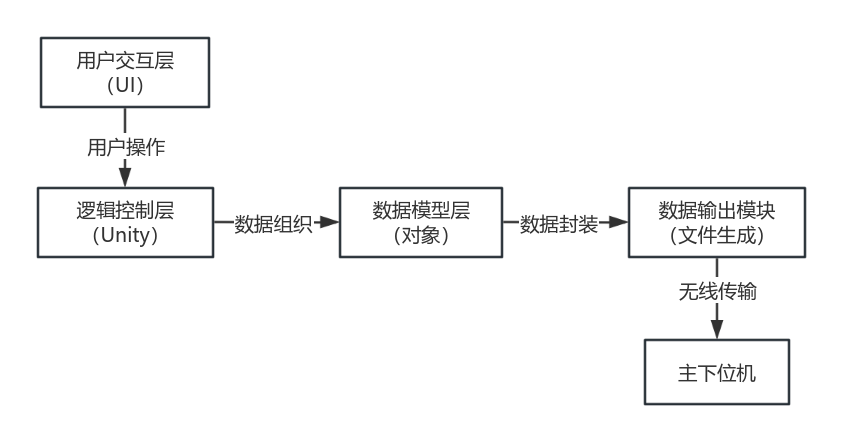 用户交互层
（UI）
用户操作
逻辑控制层
（Unity）
数据组织
数据模型层
（对象）
数据封装
数据输出模块
（文件生成）
无线传输
主下位机